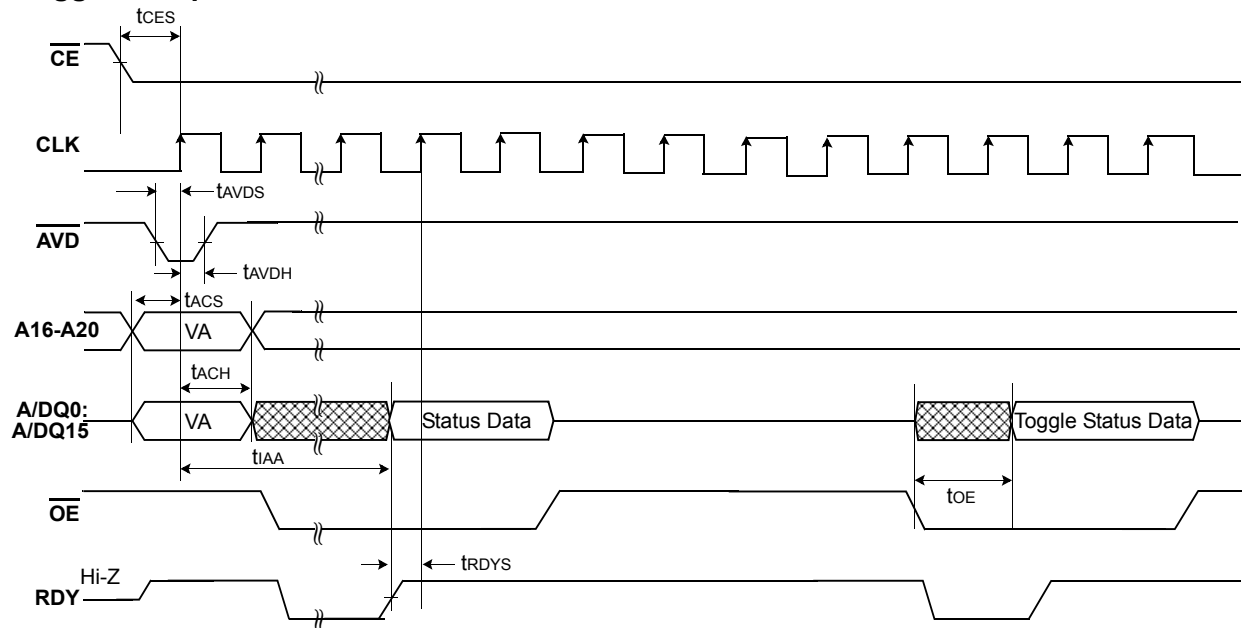 tCES
CE
CLK
tAVDS
AVD
tAVDH
tACS
A16-A20
VA
tACH
A/DQ0:
A/DQ15
VA
Status Data
Toggle Status Data
tIAA
tOE
OE
tRDYS
Hi-Z
RDY